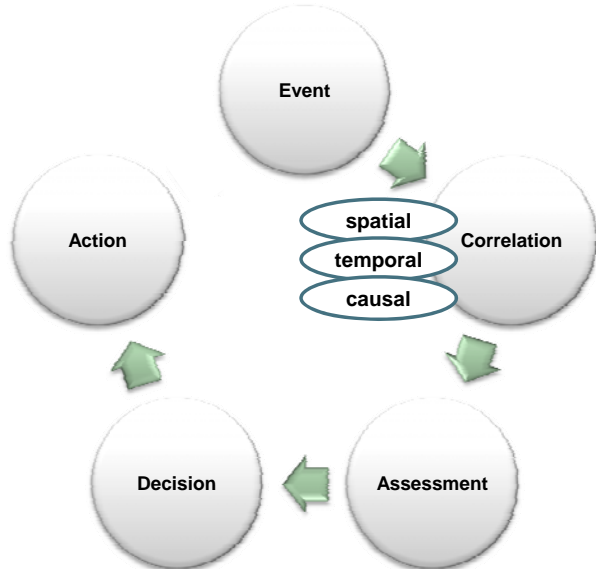 Event
spatial
temporal
causal
Correlation
Action
Decision
Assessment